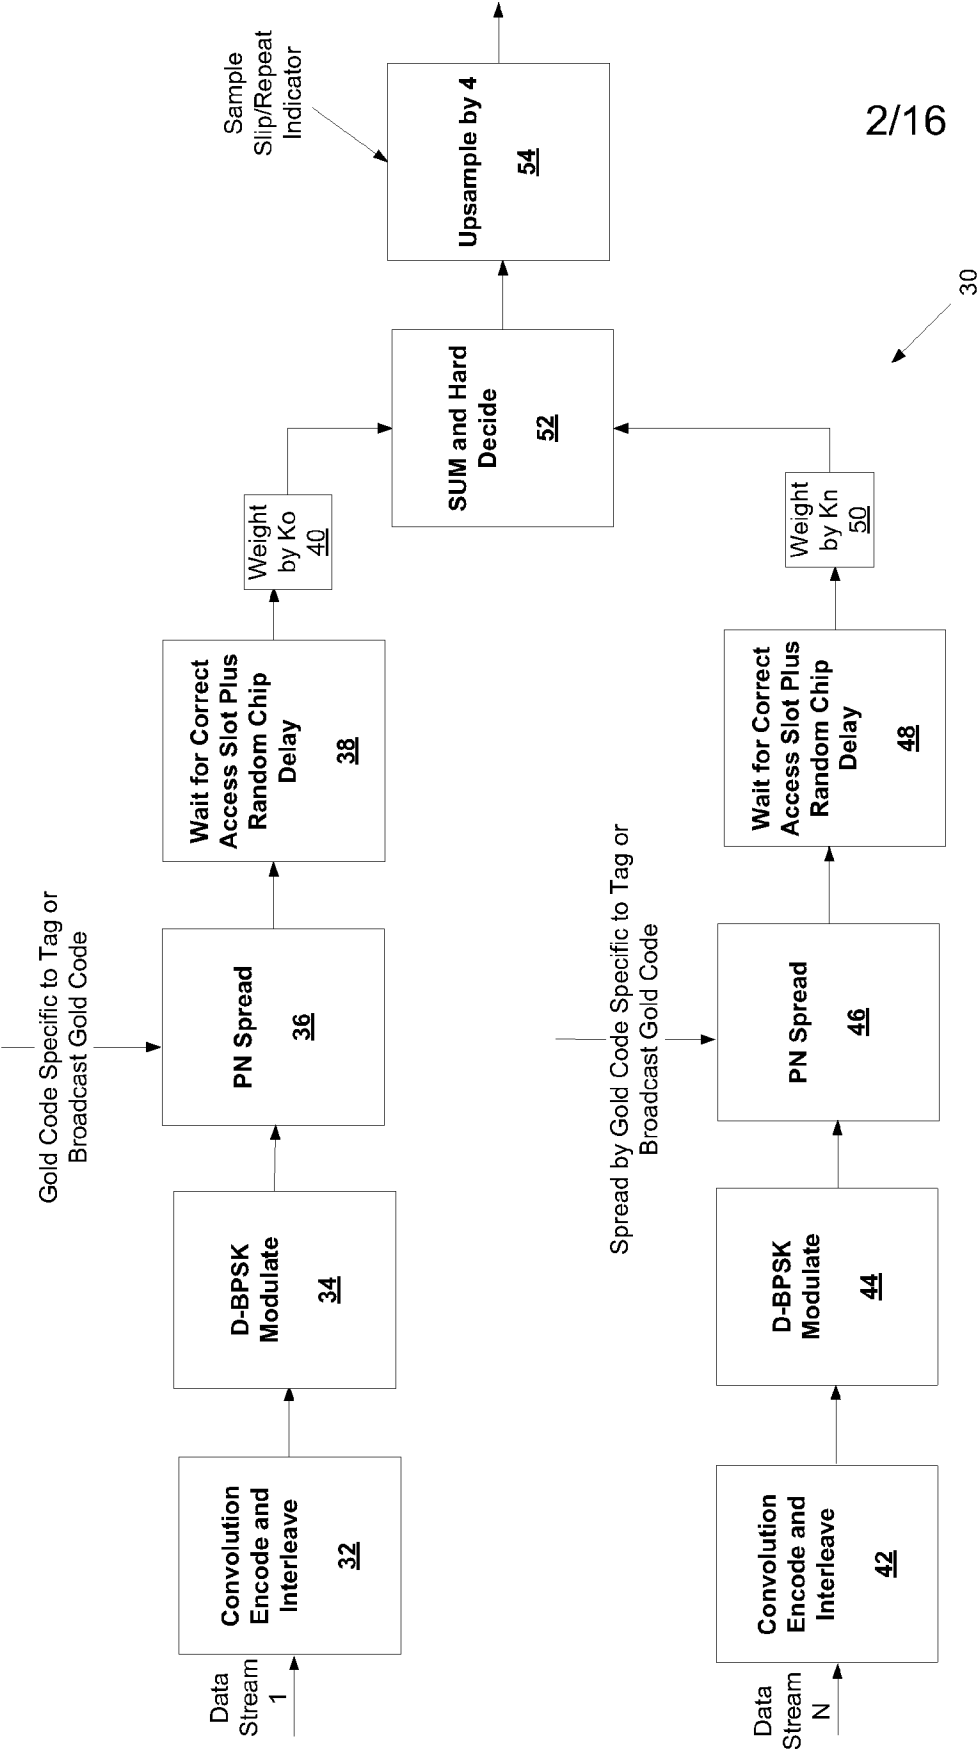 2/16
Gold Code Specific to Tag or
Broadcast Gold Code
Data
Stream
1
Convolution
Encode and
Interleave
32
D-BPSK
Modulate
34
PN Spread
36
Wait for Correct
Access Slot Plus
Random Chip
Delay
38
Weight
by Ko
40
Sample
Slip/Repeat
Indicator
SUM and Hard
Decide
52
Upsample by 4
54
Spread by Gold Code Specific to Tag or
Broadcast Gold Code
Data
Stream
N
Convolution
Encode and
Interleave
42
D-BPSK
Modulate
44
PN Spread
46
Wait for Correct
Access Slot Plus
Random Chip
Delay
48
Weight
by Kn
50
30